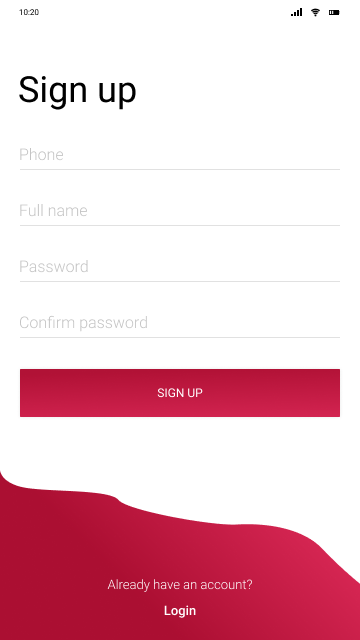 10:20
Sign up
Phone
Full name
Password
Confirm password
SIGN UP
Already have an account?
Login